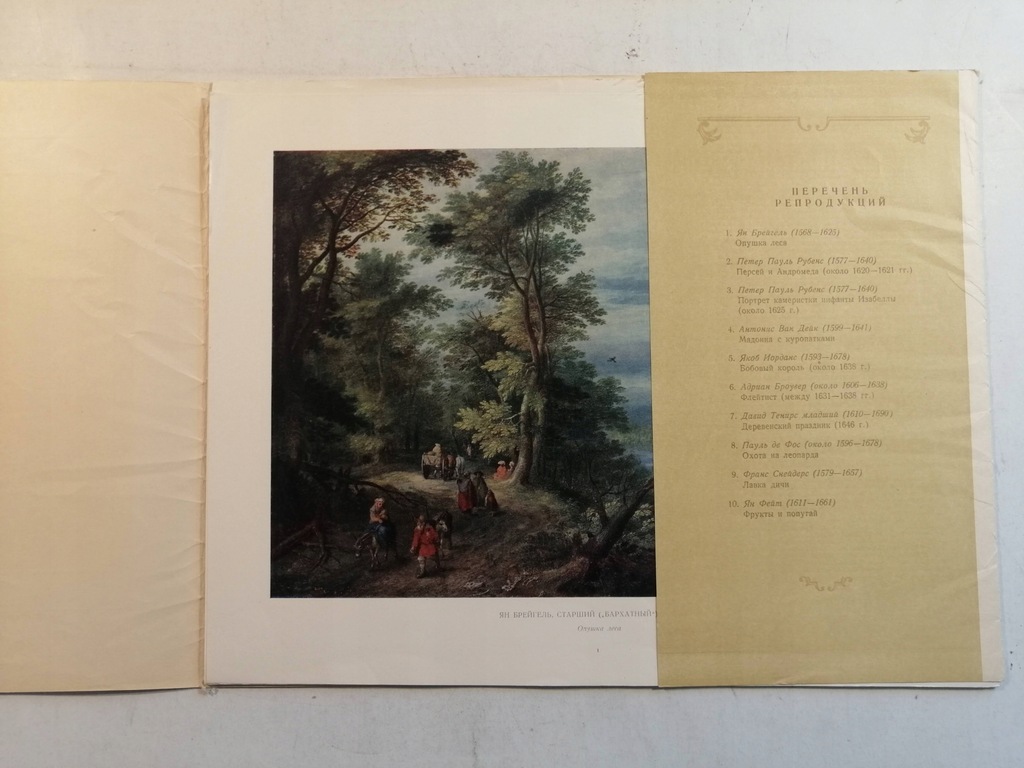 ЯН БРЕЙГЕЛЬ, СТАРШИЙ („БАРХАТНЫЙ“)
Опушка леса
1
ПЕРЕЧЕНЬ
РЕПРОДУКЦИЙ
1. Ян Брейгель (1568—1625)
Опушка леса
2. Петер Пауль Рубенс (1577—1640)
Персей и Андромеда (около 1620—1621 гг.)
3. Петер Пауль Рубенс (1577—1640)
Портрет камеристки инфанты Изабеллы
(около 1625 г.)
4. Антонис Ван Дейк (1599—1641)
Мадонна с куропатками
5. Якоб Иорданс (1593—1678)
Бобовый король (около 1638 г.)
6. Адриан Браувер (около 1606—1638)
Флейтист (между 1631—1638 гг.)
7. Давид Тенирс младший (1610—1690)
Деревенский праздник (1646 г.)
8. Пауль де Фос (около 1596—1678)
Охота на леопарда
9. Франс Снейдерс (1579—1657)
Лавка дичи
10. Ян Фейт (1611—1661)
Фрукты и попугай